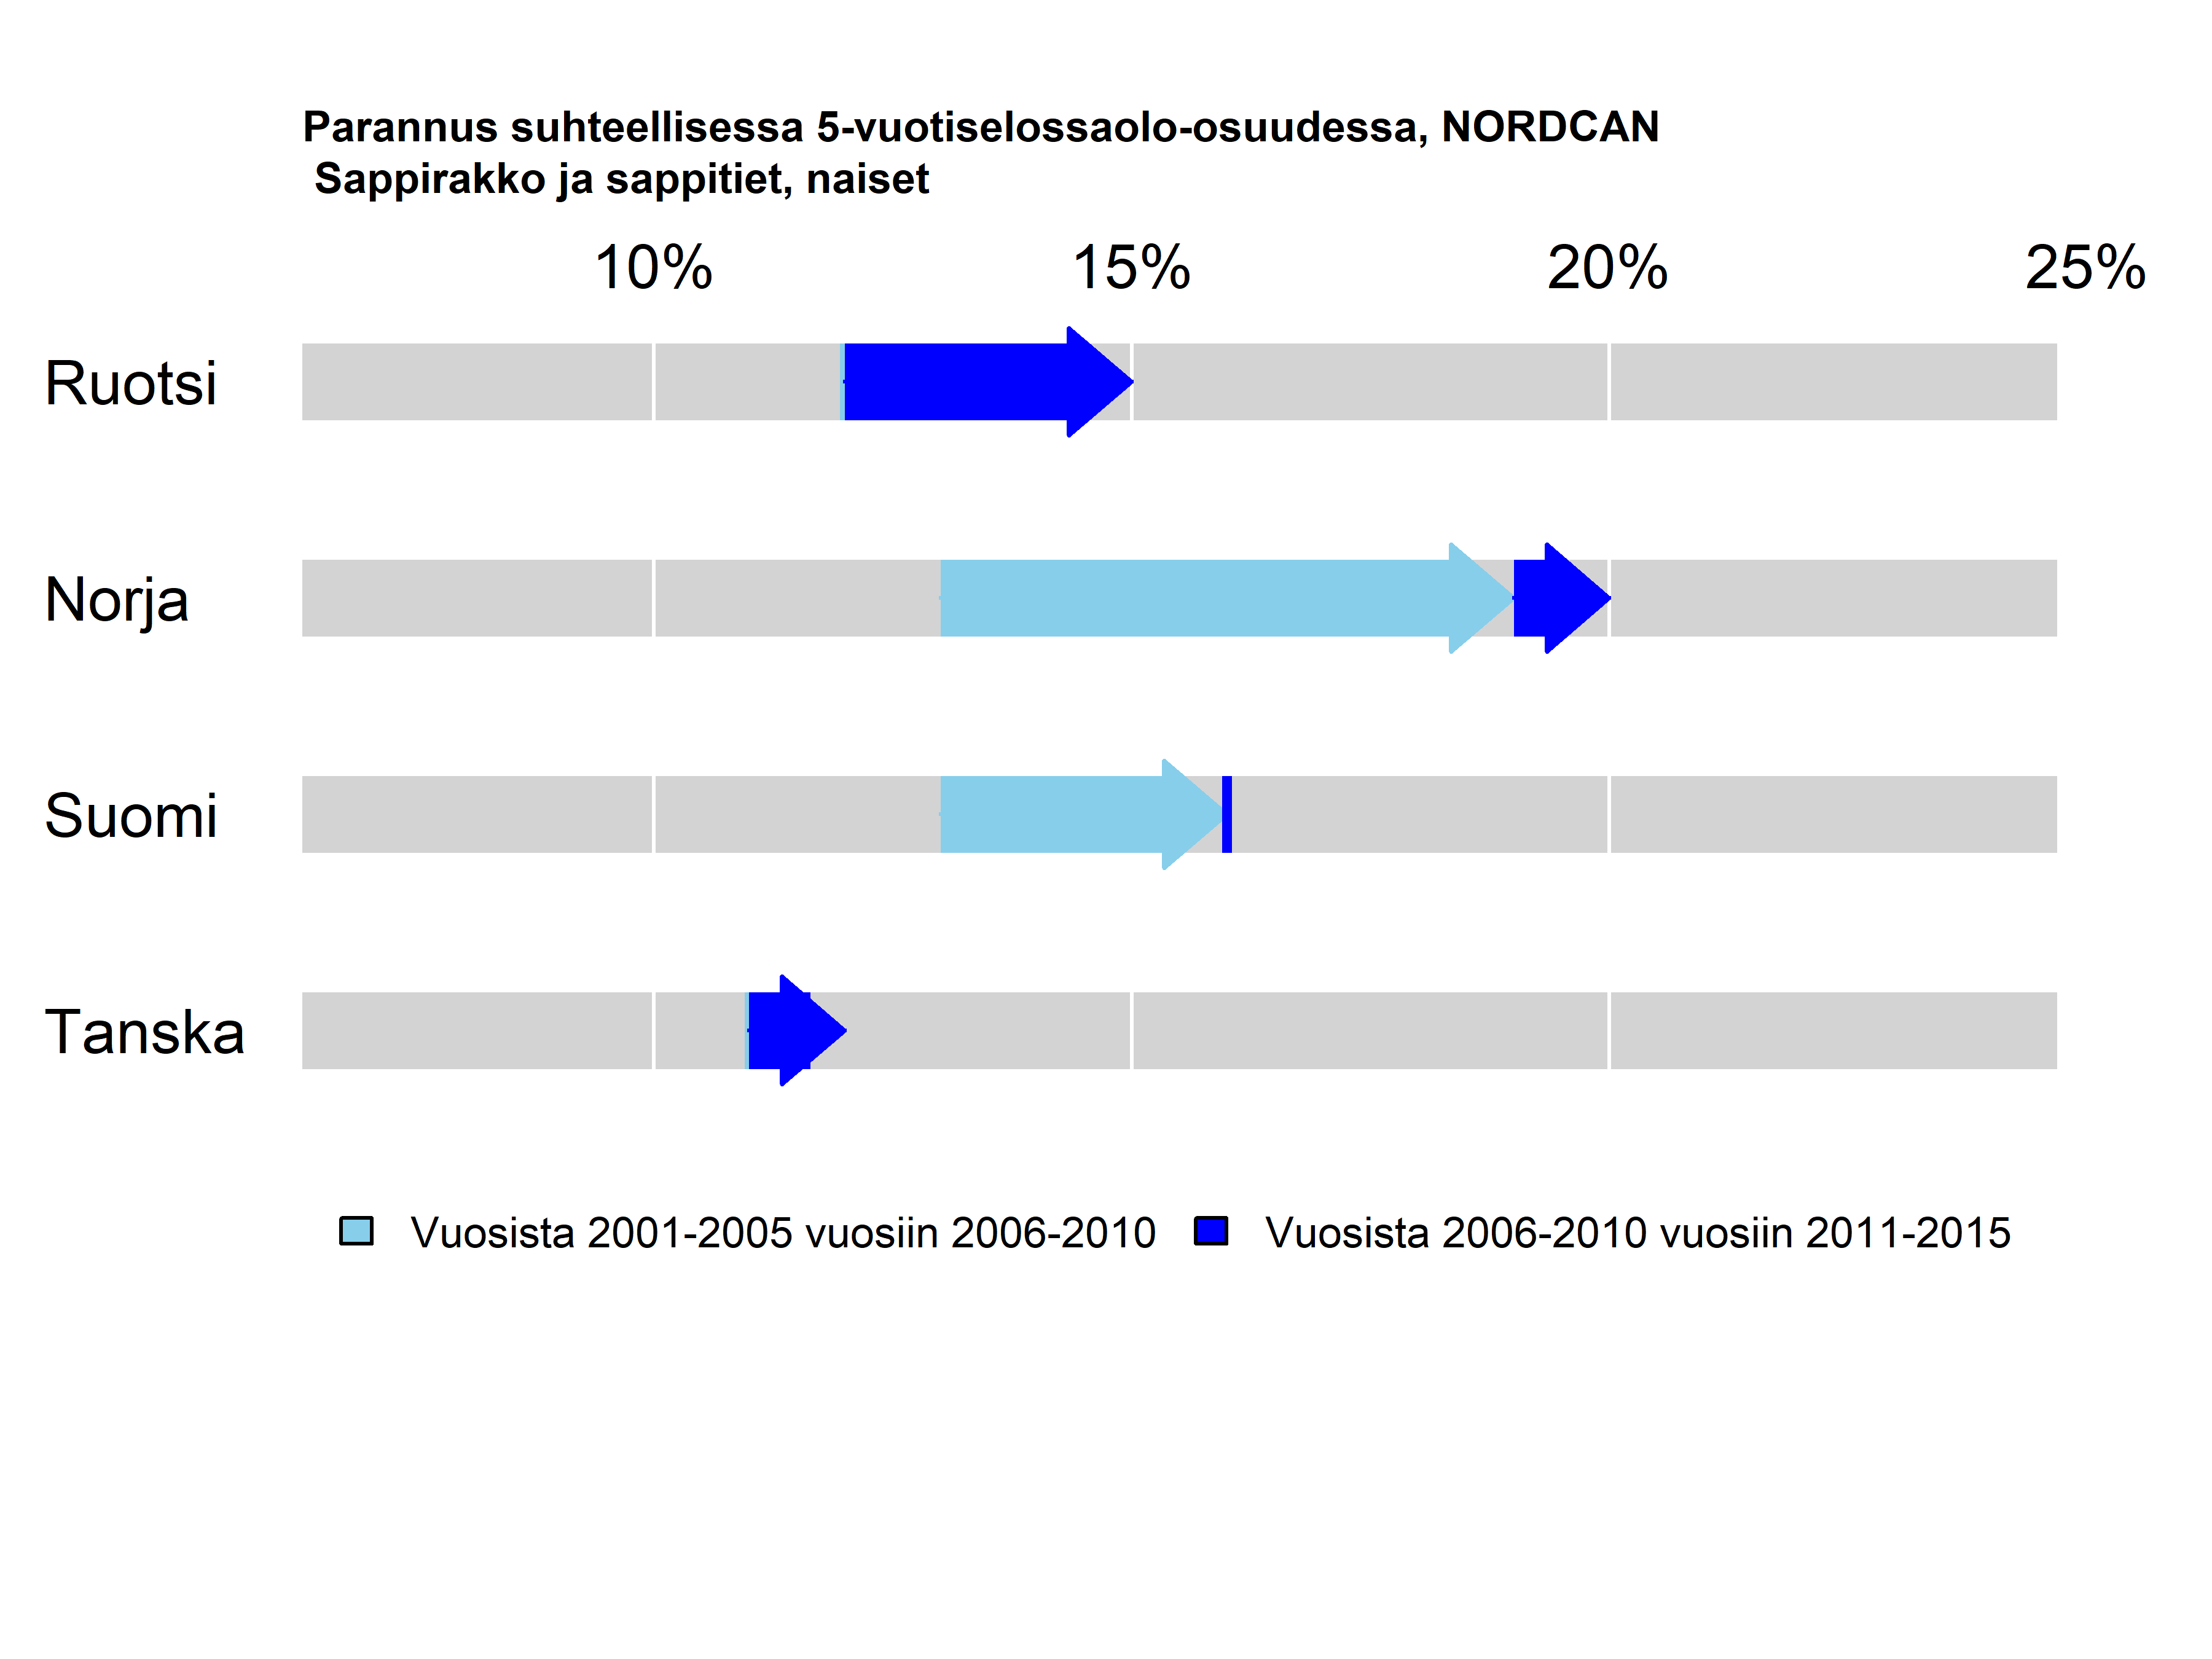 Parannus suhteellisessa 5-vuotiselossaolo-osuudessa, NORDCAN
Sappirakko ja sappitiet, naiset
10% 15% 20% 25%
Ruotsi
Norja
Suomi
Tanska
Vuosista 2001-2005 vuosiin 2006-2010 Vuosista 2006-2010 vuosiin 2011-2015